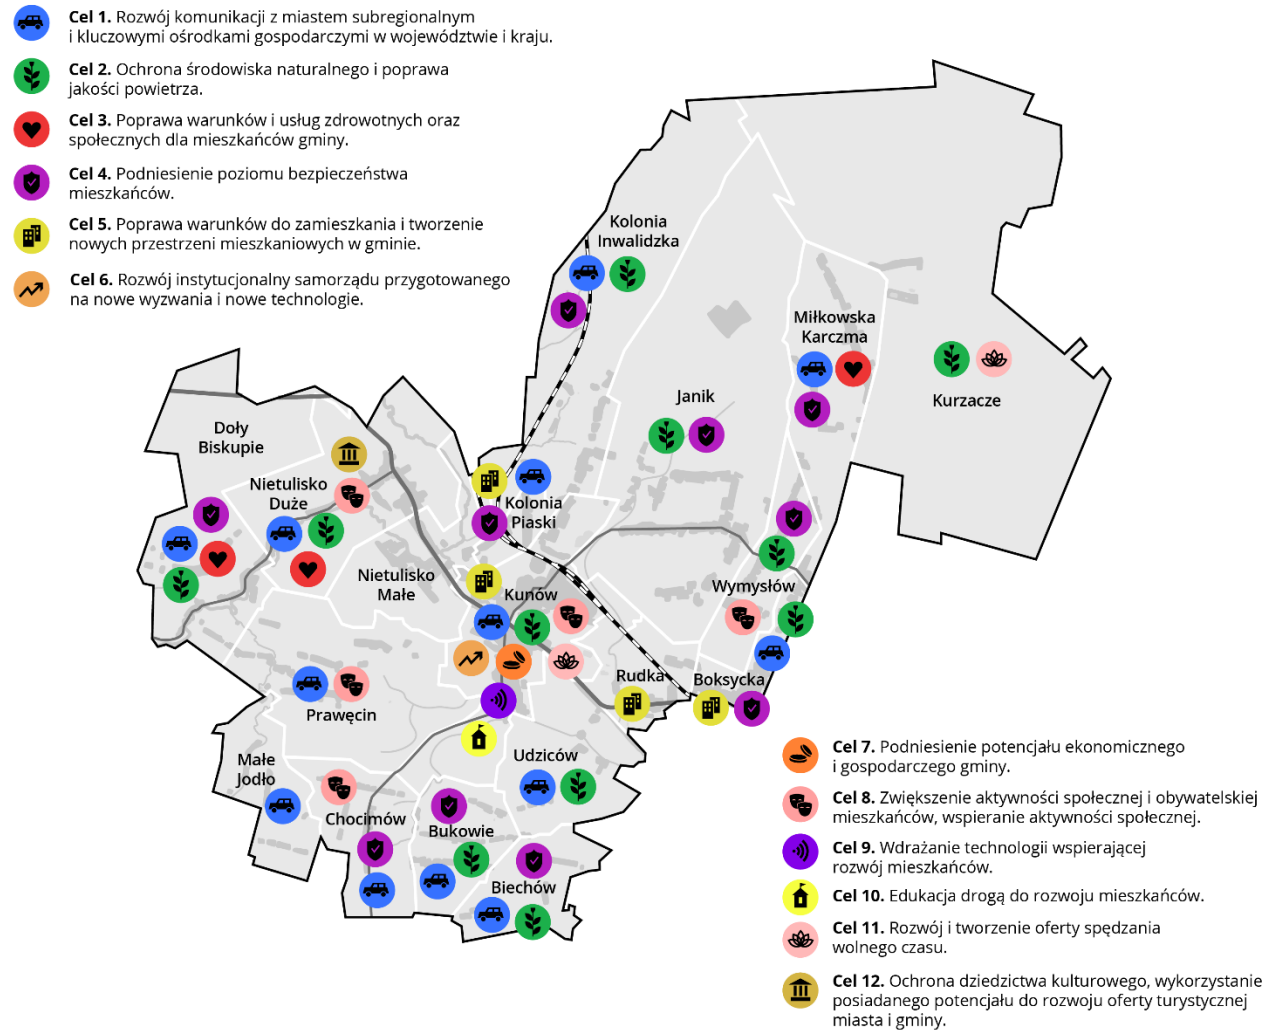 Cel 1. Rozwój komunikacji z miastem subregionalnym
i kluczowymi ośrodkami gospodarczymi w województwie i kraju.
Cel 2. Ochrona środowiska naturalnego i poprawa
jakości powietrza.
Cel 3. Poprawa warunków i usług zdrowotnych oraz
społecznych dla mieszkańców gminy.
Cel 4. Podniesienie poziomu bezpieczeństwa
mieszkańców.
Cel 5. Poprawa warunków do zamieszkania i tworzenie
nowych przestrzeni mieszkaniowych w gminie.
Cel 6. Rozwój instytucjonalny samorządu przygotowanego
na nowe wyzwania i nowe technologie.
Kolonia
Inwalidzka
Miłkowska
Karczma
Janik
Kurzacze
Doły
Biskupie
Nietulisko
Duże
Kolonia
Piaski
Nietulisko
Małe
Kunów
Wymysłów
Rudka
Boksycka
Prawęcin
Małe
Jodło
Udziców
Chocimów
Bukowie
Biechów
Cel 7. Podniesienie potencjału ekonomicznego
i gospodarczego gminy.
Cel 8. Zwiększenie aktywności społecznej i obywatelskiej
mieszkańców, wspieranie aktywności społecznej.
Cel 9. Wdrażanie technologii wspierającej
rozwój mieszkańców.
Cel 10. Edukacja drogą do rozwoju mieszkańców.
Cel 11. Rozwój i tworzenie oferty spędzania
wolnego czasu.
Cel 12. Ochrona dziedzictwa kulturowego, wykorzystanie
posiadanego potencjału do rozwoju oferty turystycznej
miasta i gminy.